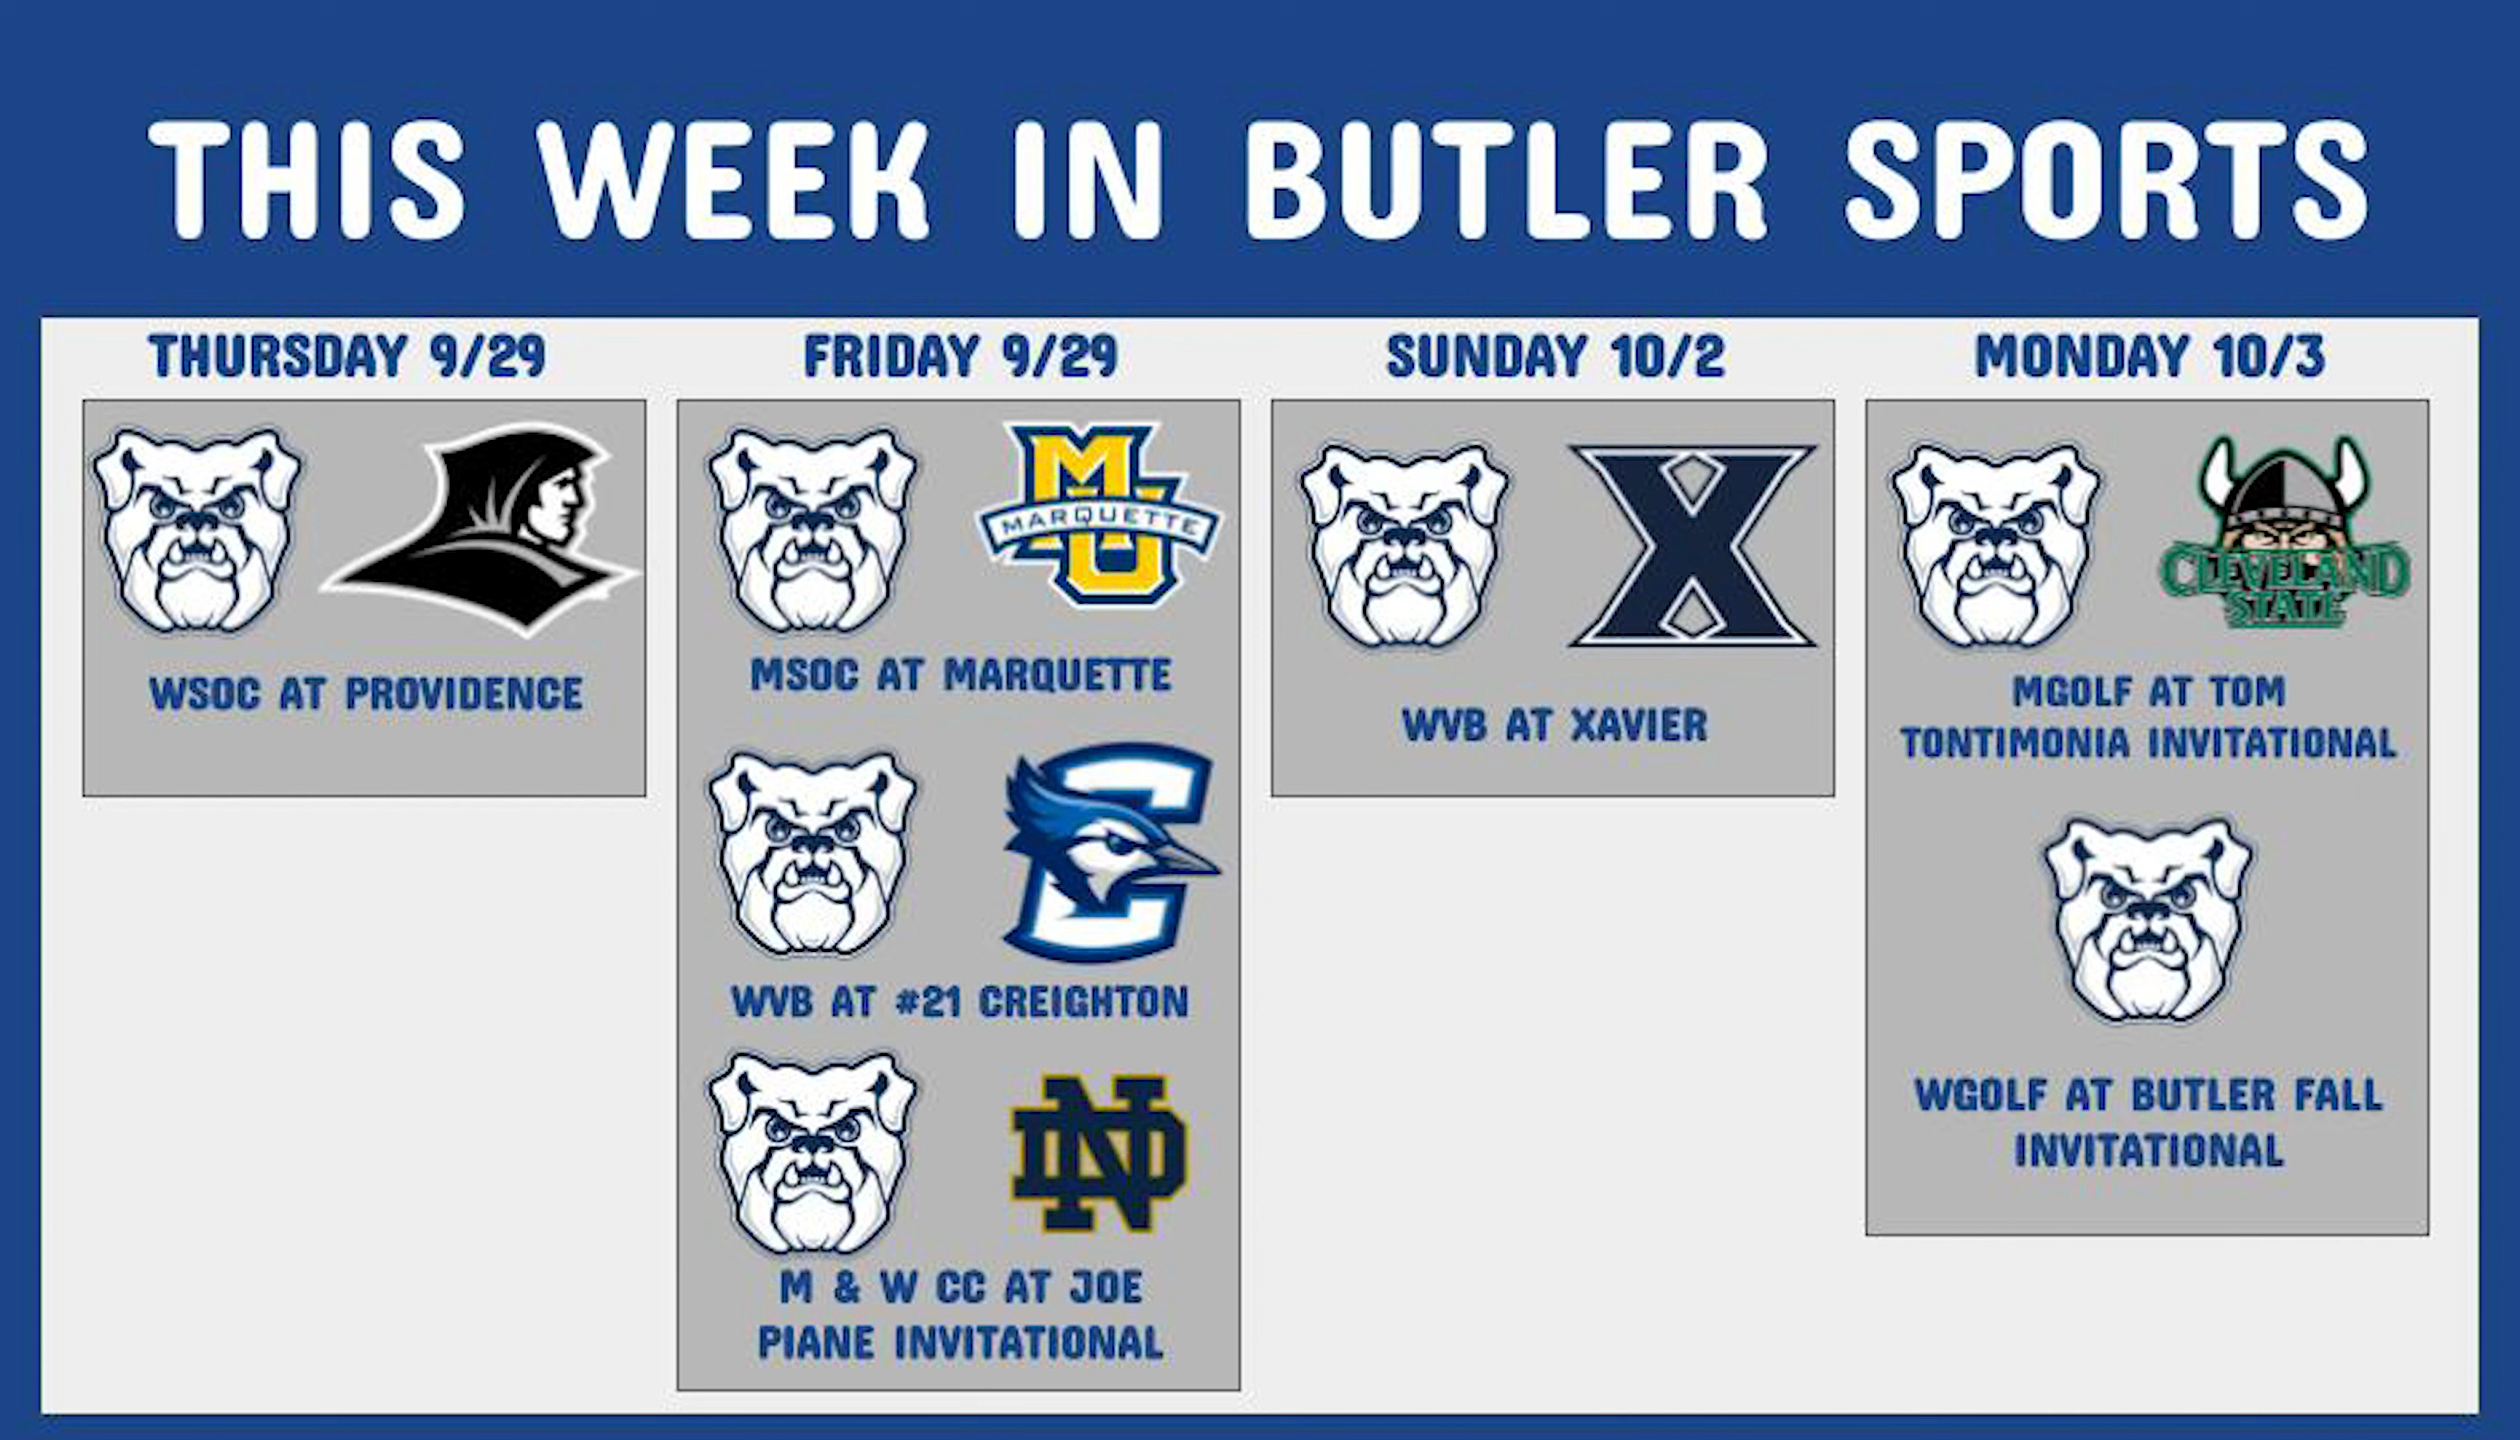 THIS WEEK IN BUTLER SPORTS
THURSDAY 9/29
WSOC AT PROVIDENCE
FRIDAY 9/29
MU
MARQUETTE
MSOC AT MARQUETTE
C
WVB AT #21 CREIGHTON
ND
M & W CC AT JOE
PIANE INVITATIONAL
SUNDAY 10/2
X
WVB AT XAVIER
MONDAY 10/3
CLEVELAND
STATE
MGOLF AT TOM
TONTIMONIA INVITATIONAL
WGOLF AT BUTLER FALL
INVITATIONAL